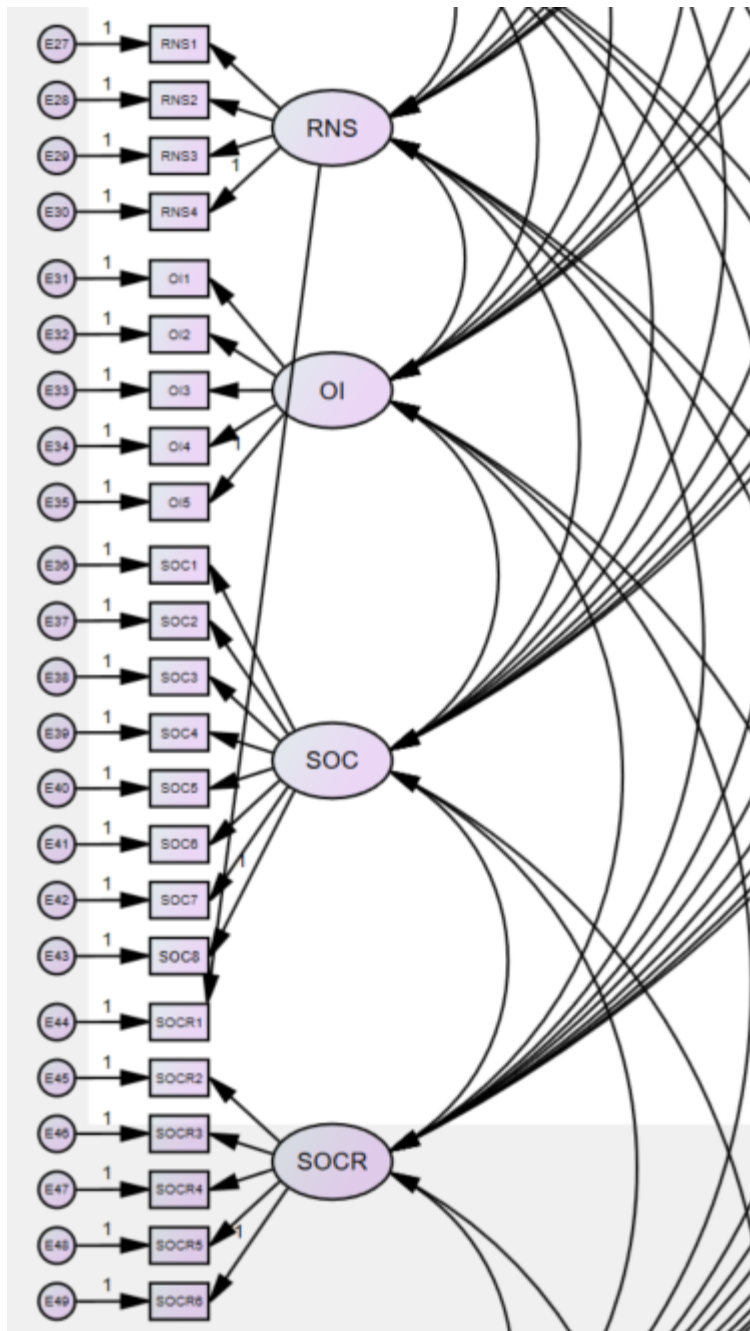 E27 1 RNS1
E28 1 RNS2
RNS
E29 1 RNS3
1
E30 1 RNS4
E31 1 OI1
E32 1 OI2
E33 1 OI3
OI
E34 1 OI4
1
E35 1 OI5
E36 1 SOC1
E37 1 SOC2
E38 1 SOC3
E39 1 SOC4
SOC
E40 1 SOC5
E41 1 SOC6
1
E42 1 SOC7
E43 1 SOC8
E44 1 SOCR1
E45 1 SOCR2
E46 1 SOCR3
SOCR
E47 1 SOCR4
E48 1 SOCR5
1
E49 1 SOCR6